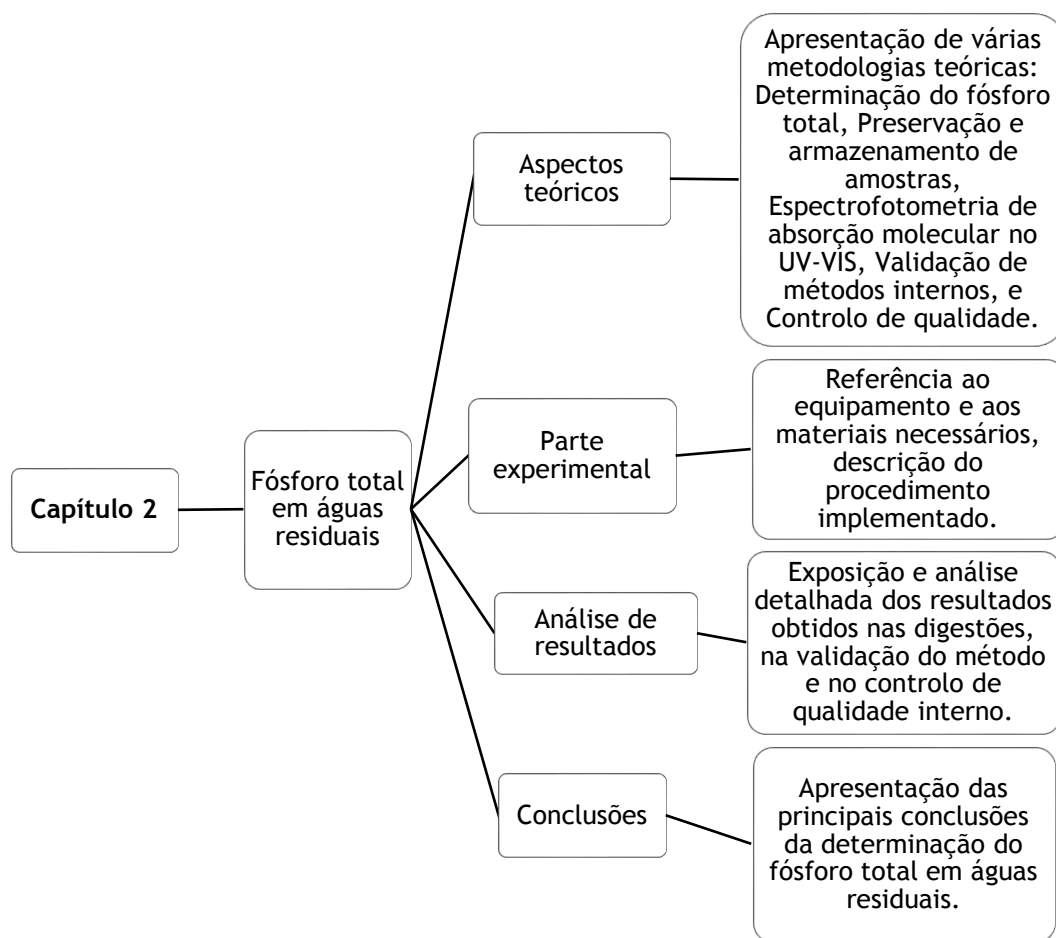 Capítulo 2
Fósforo total
em águas
residuais
Aspectos
teóricos
Apresentação de várias
metodologias teóricas:
Determinação do fósforo
total, Preservação e
armazenamento de
amostras,
Espectrofotometria de
absorção molecular no
UV-VIS, Validação de
métodos internos, e
Controlo de qualidade.
Parte
experimental
Referência ao
equipamento e aos
materiais necessários,
descrição do
procedimento
implementado.
Análise de
resultados
Exposição e análise
detalhada dos resultados
obtidos nas digestões,
na validação do método
e no controlo de
qualidade interno.
Conclusões
Apresentação das
principais conclusões
da determinação do
fósforo total em águas
residuais.